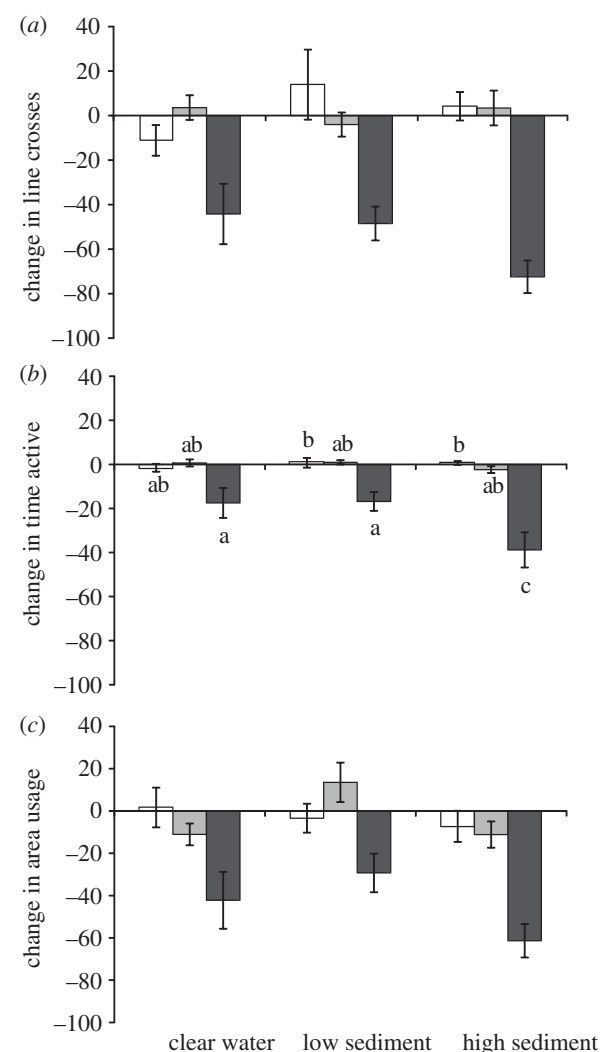 (a)
40
20
0
–20
–40
–60
–80
–100
change in line crosses
(b)
40
20
0
–20
–40
–60
–80
–100
change in time active
ab
ab
a
b
ab
a
b
ab
c
(c)
40
20
0
–20
–40
–60
–80
–100
change in area usage
clear water low sediment high sediment